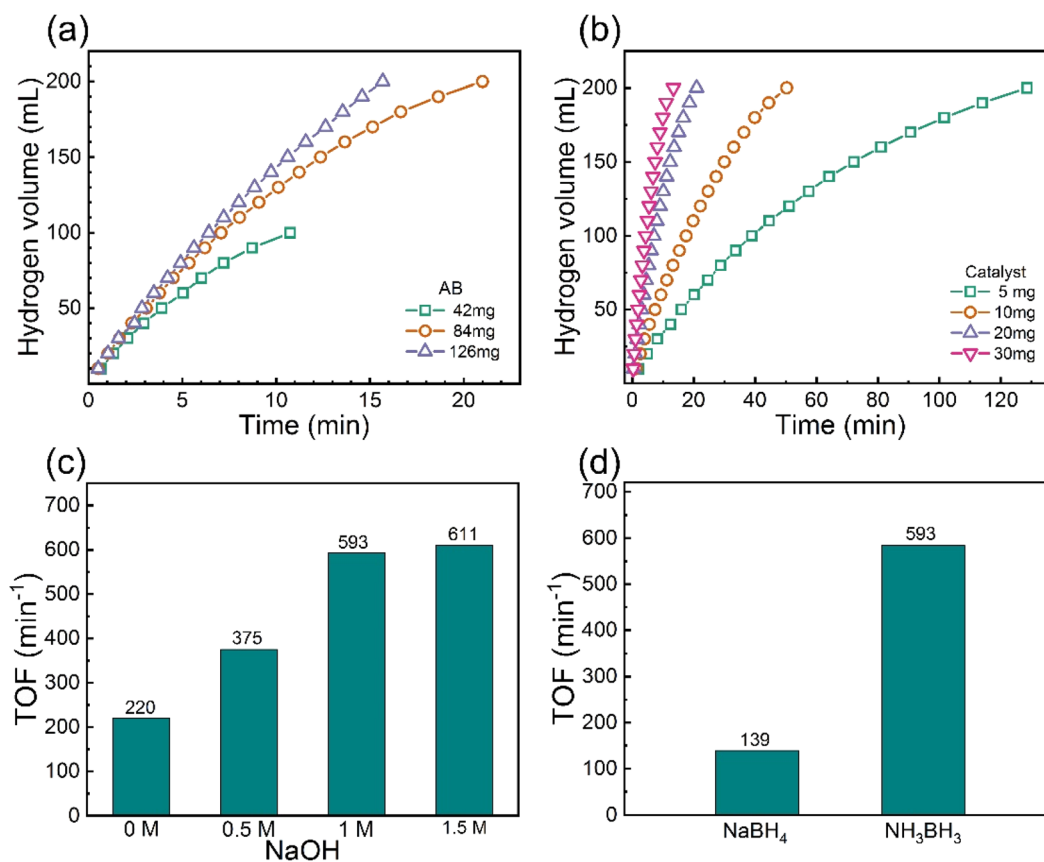 (a)
Hydrogen volume (mL)
200
150
100
50
0
5
10
15
20
Time (min)
AB
42mg
84mg
126mg
(b)
Hydrogen volume (mL)
200
150
100
50
0
20
40
60
80
100
120
Time (min)
Catalyst
5 mg
10mg
20mg
30mg
(c)
TOF (min⁻¹)
700
600
500
400
300
200
100
0
220
375
593
611
0 M
0.5 M
1 M
1.5 M
NaOH
(d)
TOF (min⁻¹)
700
600
500
400
300
200
100
0
139
593
NaBH₄
NH₃BH₃